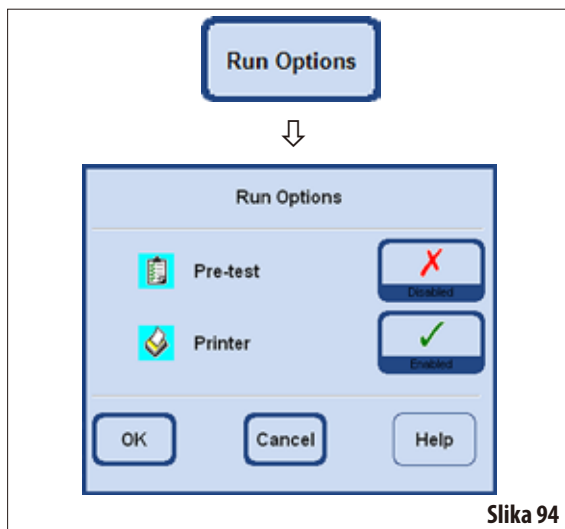 Run Options
Run Options
Pre-test
Disabled
Printer
Enabled
OK Cancel Help
Slika 94